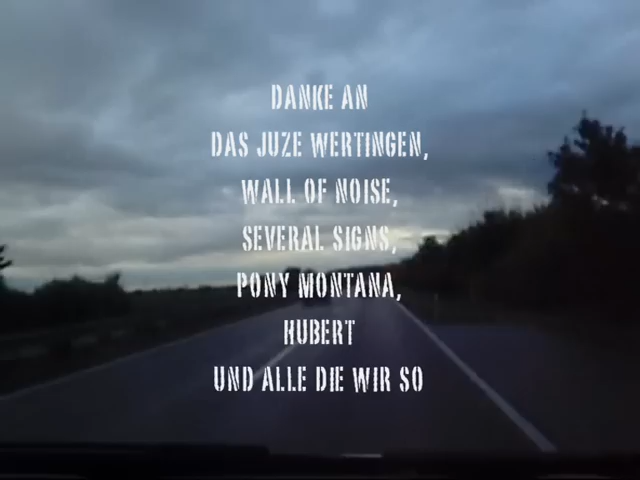 DANKE AN
DAS JUZE WERTINGEN,
WALL OF NOISE,
SEVERAL SIGNS,
PONY MONTANA,
HUBERT
UND ALLE DIE WIR SO